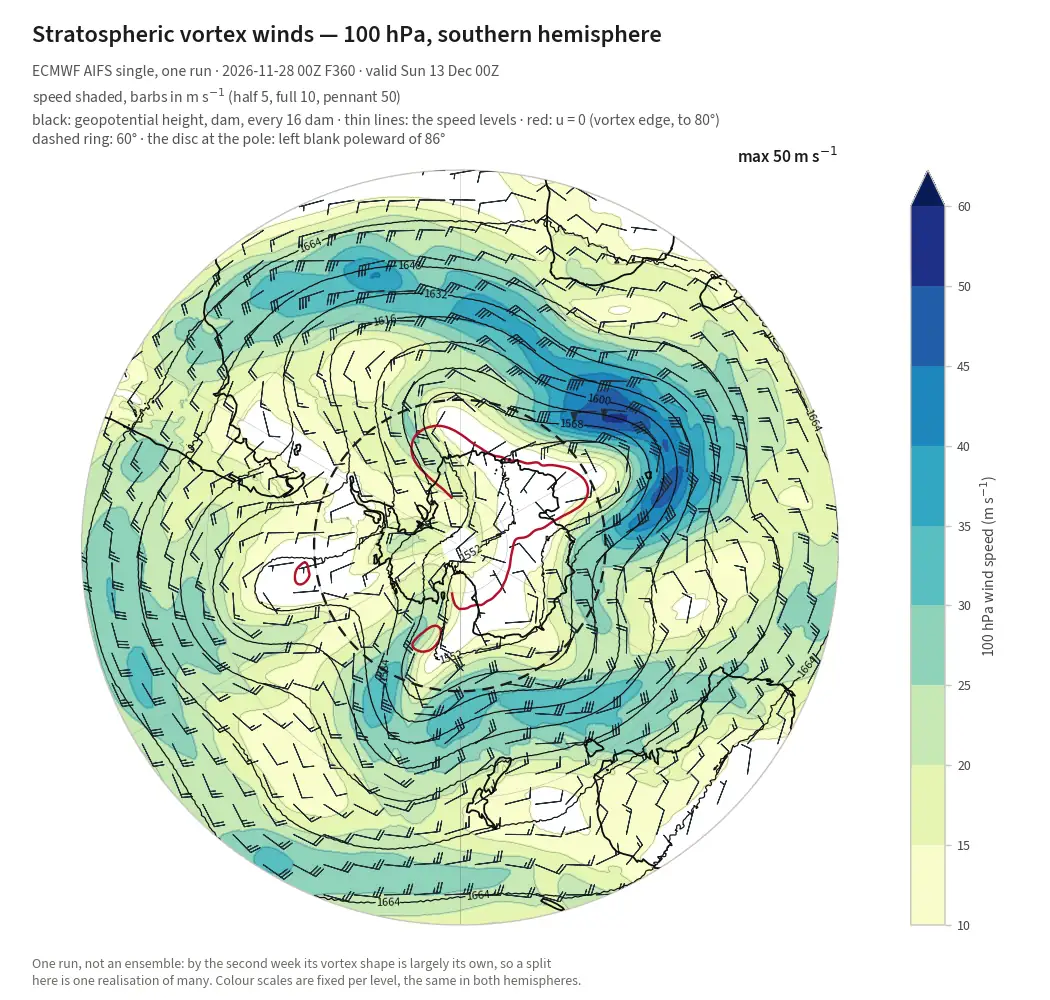 Stratospheric vortex winds — 100 hPa, southern hemisphere
ECMWF AIFS single, one run · 2026-11-28 00Z F360 · valid Sun 13 Dec 00Z
speed shaded, barbs in m s⁻¹ (half 5, full 10, pennant 50)
black: geopotential height, dam, every 16 dam · thin lines: the speed levels · red: u = 0 (vortex edge, to 80°)
dashed ring: 60° · the disc at the pole: left blank poleward of 86°
max 50 m s⁻¹
1664
1648
1632
1616
1600
1568
1664
1552
1664
1664
1664
60
50
45
40
35
30
25
20
15
10
100 hPa wind speed (m s⁻¹)
One run, not an ensemble: by the second week its vortex shape is largely its own, so a split
here is one realisation of many. Colour scales are fixed per level, the same in both hemispheres.